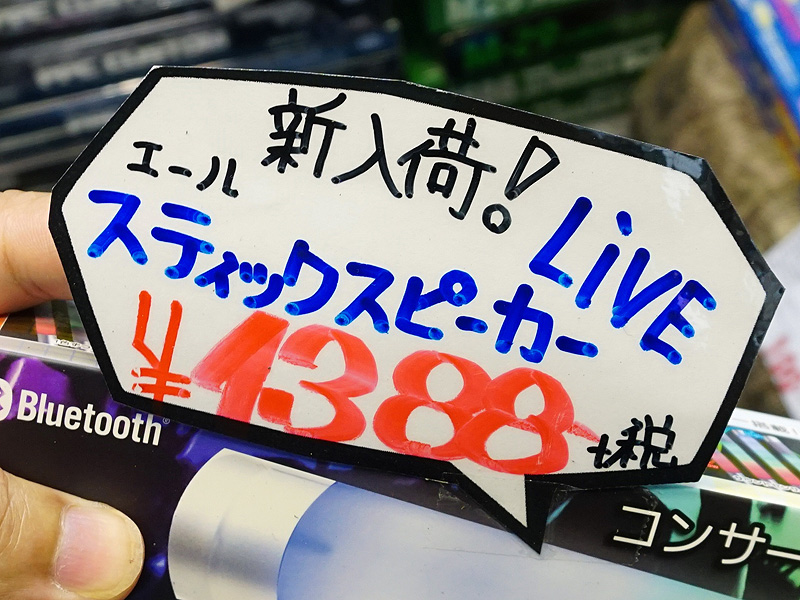 新入荷!
エール
LiVE
スティックスピーカー
¥1388
+税
Bluetooth®
コンサー